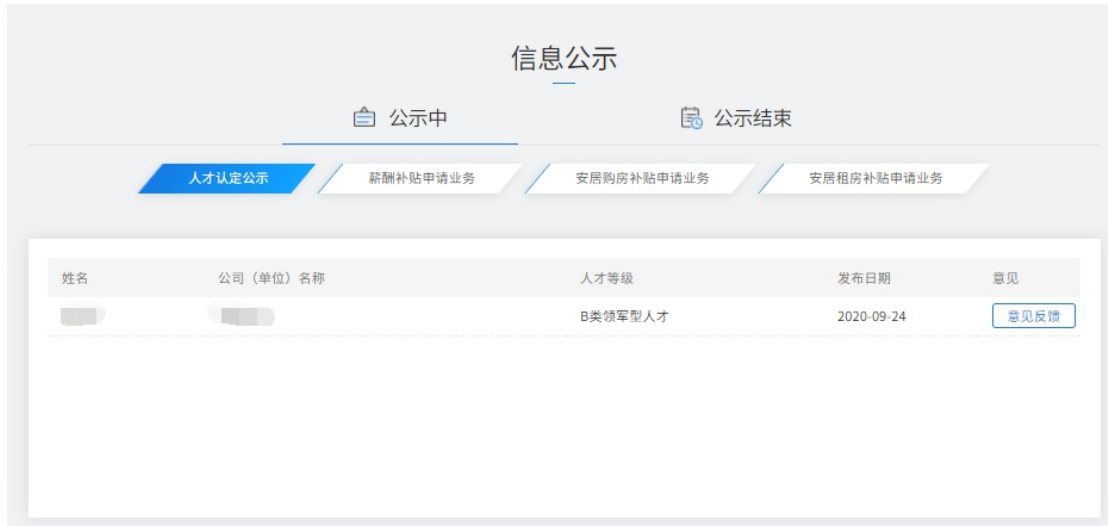 信息公示
公示中 公示结束
人才认定公示 薪酬补贴申请业务 安居购房补贴申请业务 安居租房补贴申请业务
姓名 公司（单位）名称 人才等级 发布日期 意见
B类领军型人才 2020-09-24 意见反馈